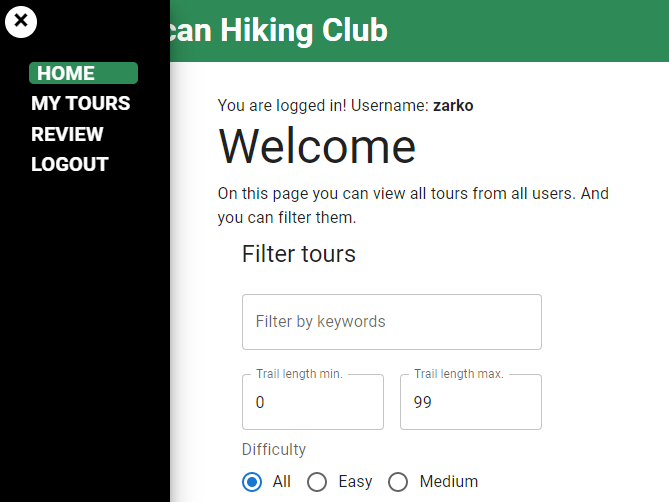 can Hiking Club
HOME
MY TOURS
REVIEW
LOGOUT
You are logged in! Username: zarko
Welcome
On this page you can view all tours from all users. And
you can filter them.
Filter tours
Filter by keywords
Trail length min.
0
Trail length max.
99
Difficulty
All
Easy
Medium